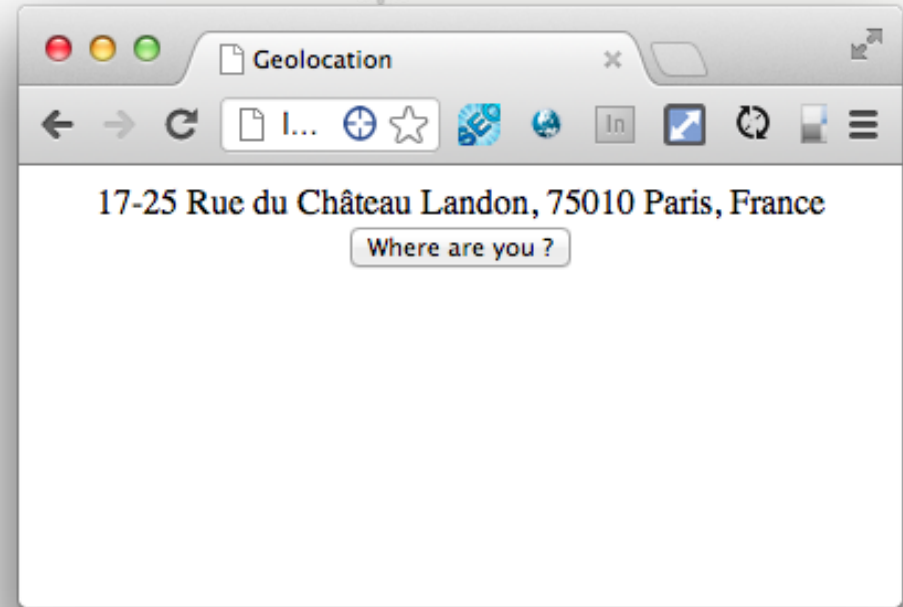 Geolocation
l...
In
17-25 Rue du Château Landon, 75010 Paris, France
Where are you ?